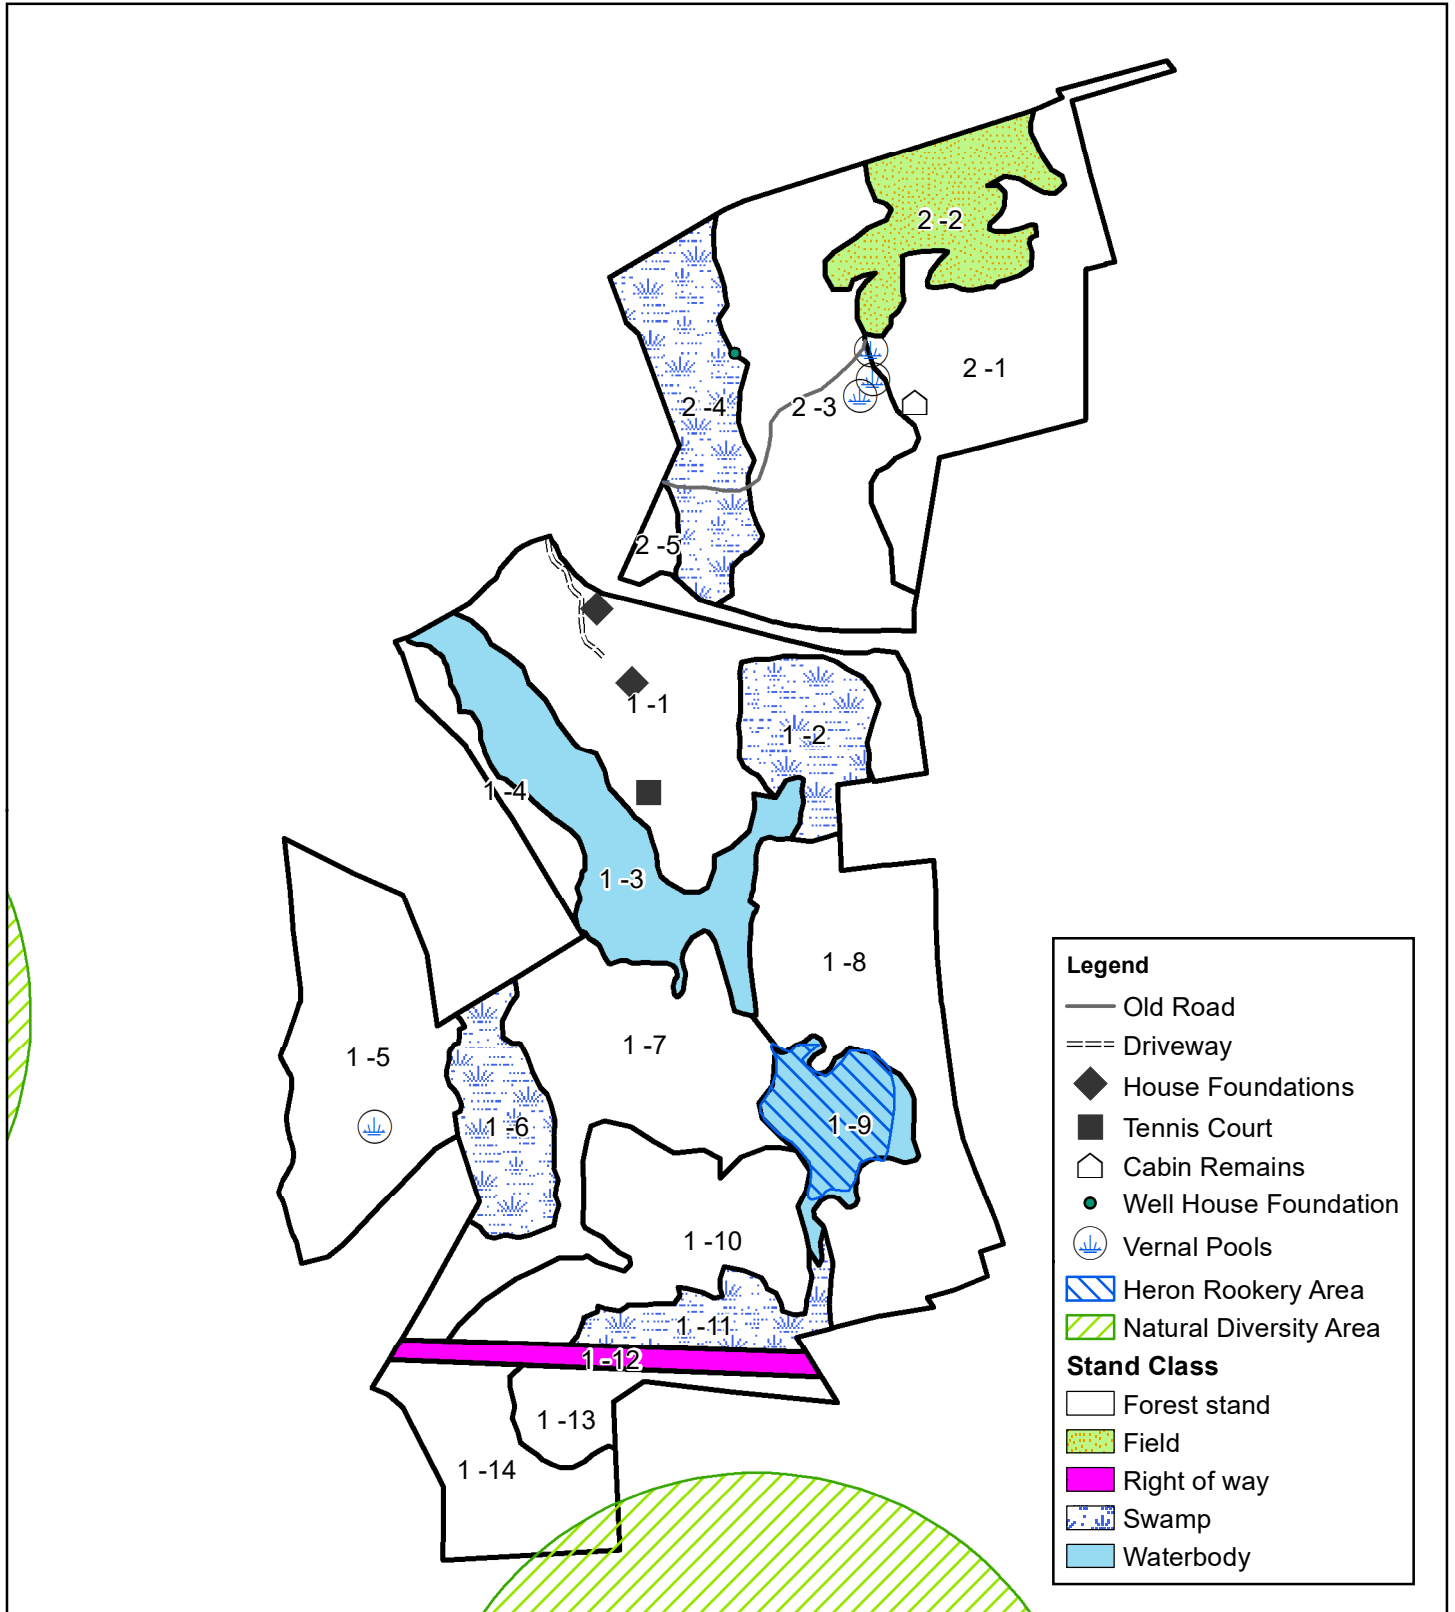 2 -2
2 -1
2 -4
2 -3
2 -5
1 -1
1 -2
1 -4
1 -3
1 -8
1 -7
1 -5
1 -6
1 -9
1 -10
1 -11
1 -12
1 -13
1 -14
Legend
Old Road
Driveway
House Foundations
Tennis Court
Cabin Remains
Well House Foundation
Vernal Pools
Heron Rookery Area
Natural Diversity Area
Stand Class
Forest stand
Field
Right of way
Swamp
Waterbody